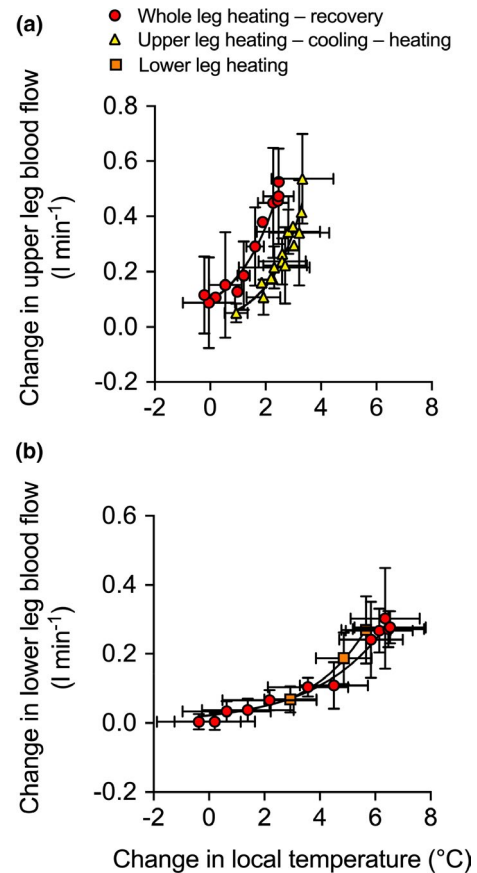 (a)
Whole leg heating – recovery
Upper leg heating – cooling – heating
Lower leg heating
Change in upper leg blood flow
(l min-1)
0.8
0.6
0.4
0.2
0.0
-0.2
-2 0 2 4 6 8
(b)
Change in lower leg blood flow
(l min-1)
0.6
0.4
0.2
0.0
-0.2
-2 0 2 4 6 8
Change in local temperature (°C)